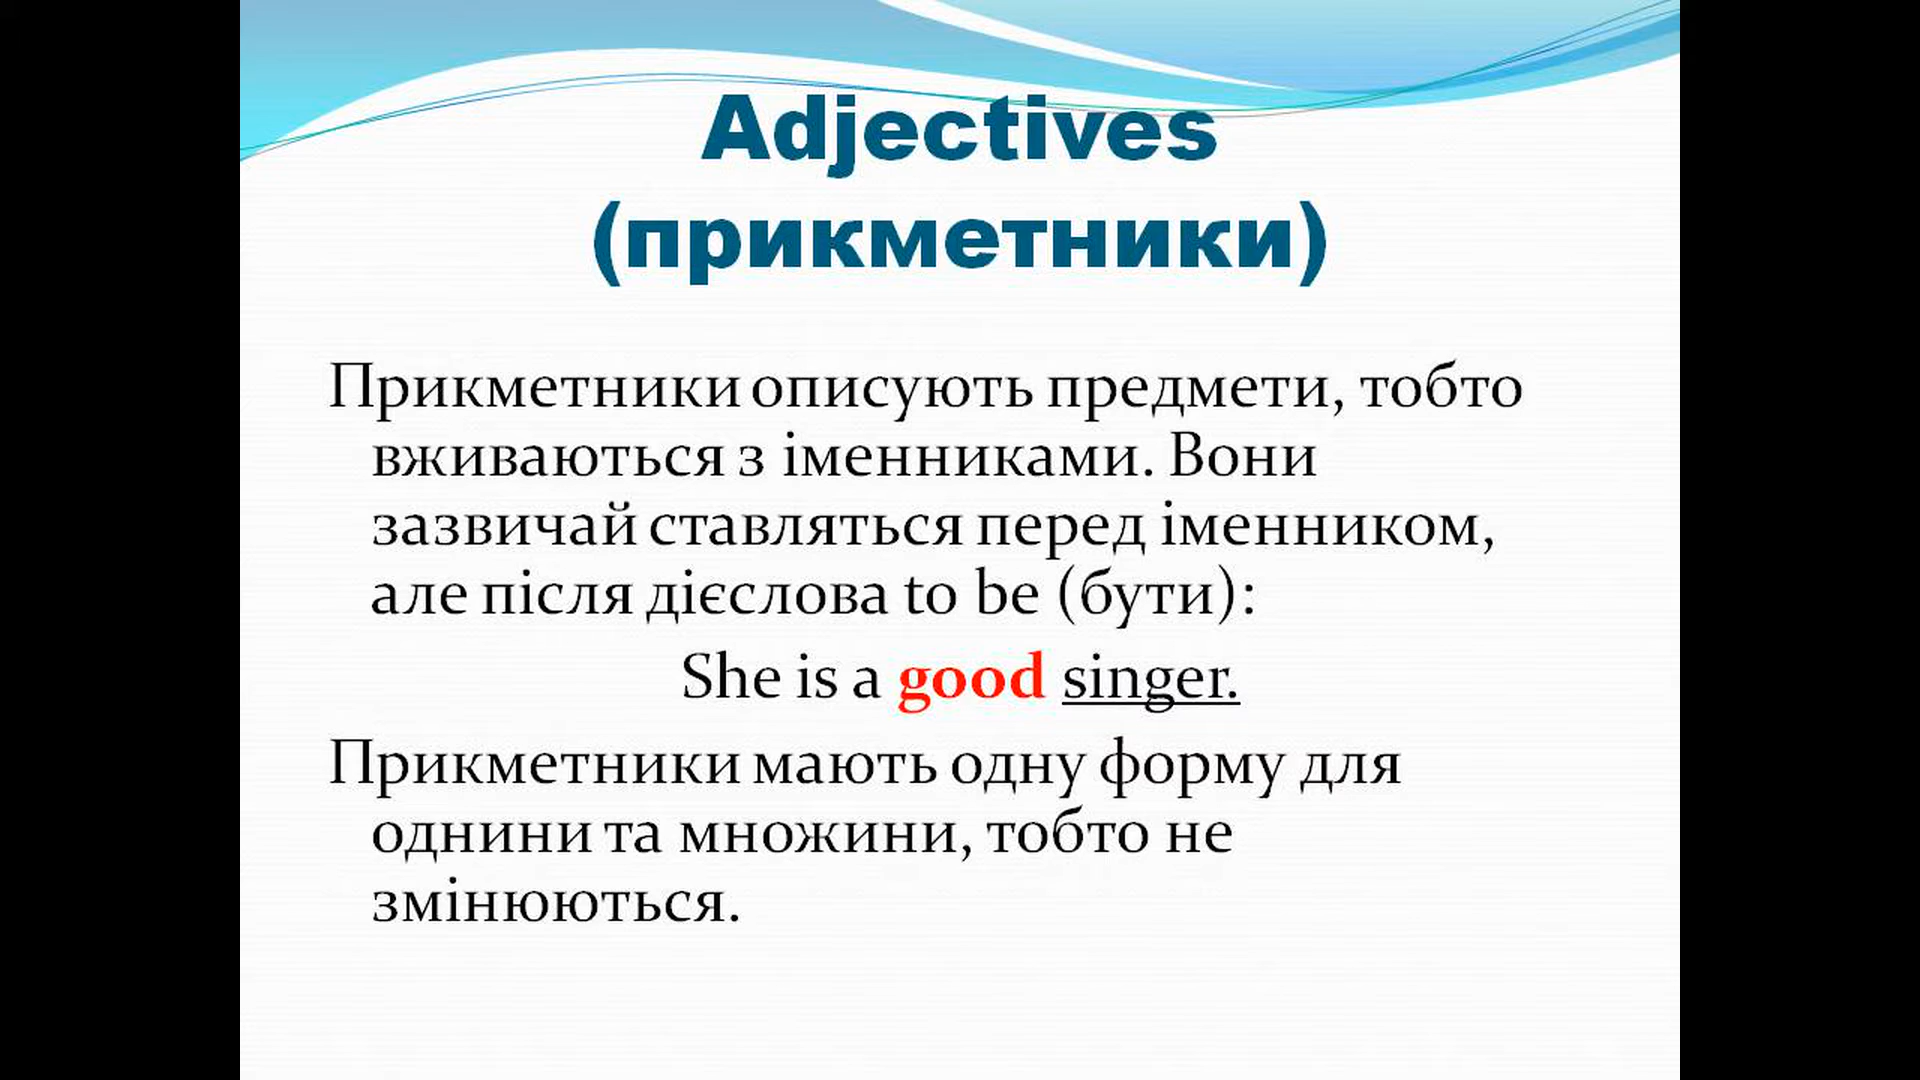 Adjectives
(прикметники)
Прикметники описують предмети, тобто
вживаються з іменниками. Вони
зазвичай ставляться перед іменником,
але після дієслова to be (бути):
She is a good singer.
Прикметники мають одну форму для
однини та множини, тобто не
змінюються.